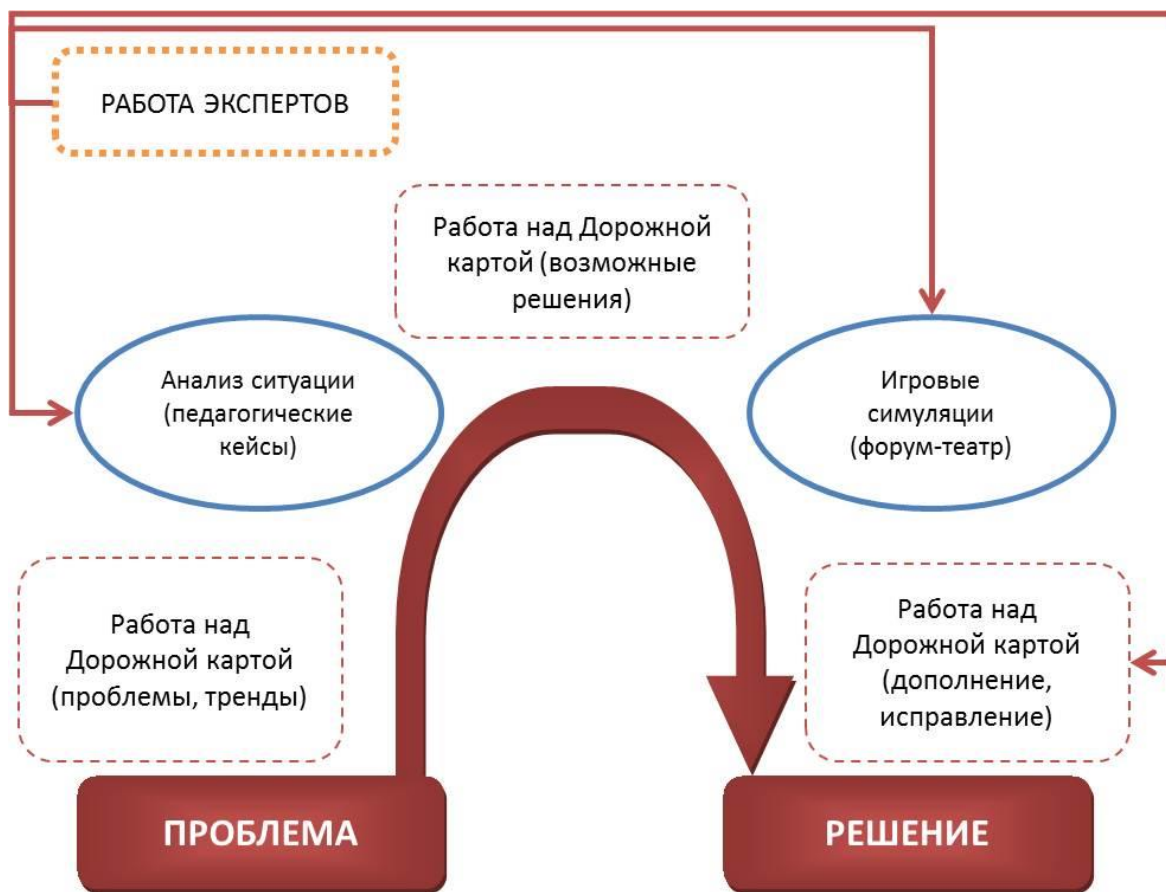 РАБОТА ЭКСПЕРТОВ
Работа над Дорожной
картой (возможные
решения)
Анализ ситуации
(педагогические
кейсы)
Игровые
симуляции
(форум-театр)
Работа над
Дорожной картой
(проблемы, тренды)
Работа над
Дорожной картой
(дополнение,
исправление)
ПРОБЛЕМА
РЕШЕНИЕ